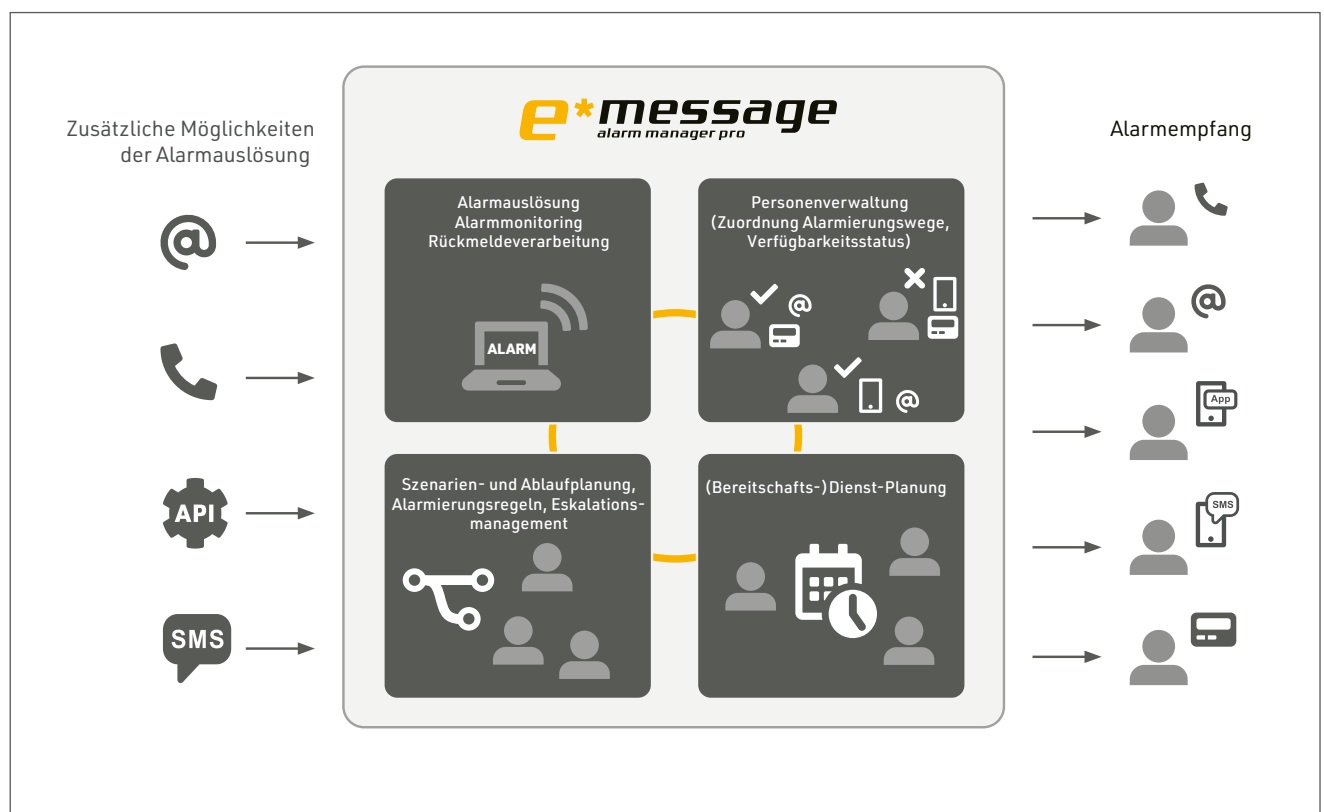 Zusätzliche Möglichkeiten
der Alarmauslösung
@
API
SMS
e*message
alarm manager pro
Alarmauslösung
Alarmmonitoring
Rückmeldeverarbeitung
ALARM
Personenverwaltung
(Zuordnung Alarmierungswege,
Verfügbarkeitsstatus)
@
@
Szenarien- und Ablaufplanung,
Alarmierungsregeln, Eskalations-
management
(Bereitschafts-)Dienst-Planung
Alarmempfang
@
App
SMS